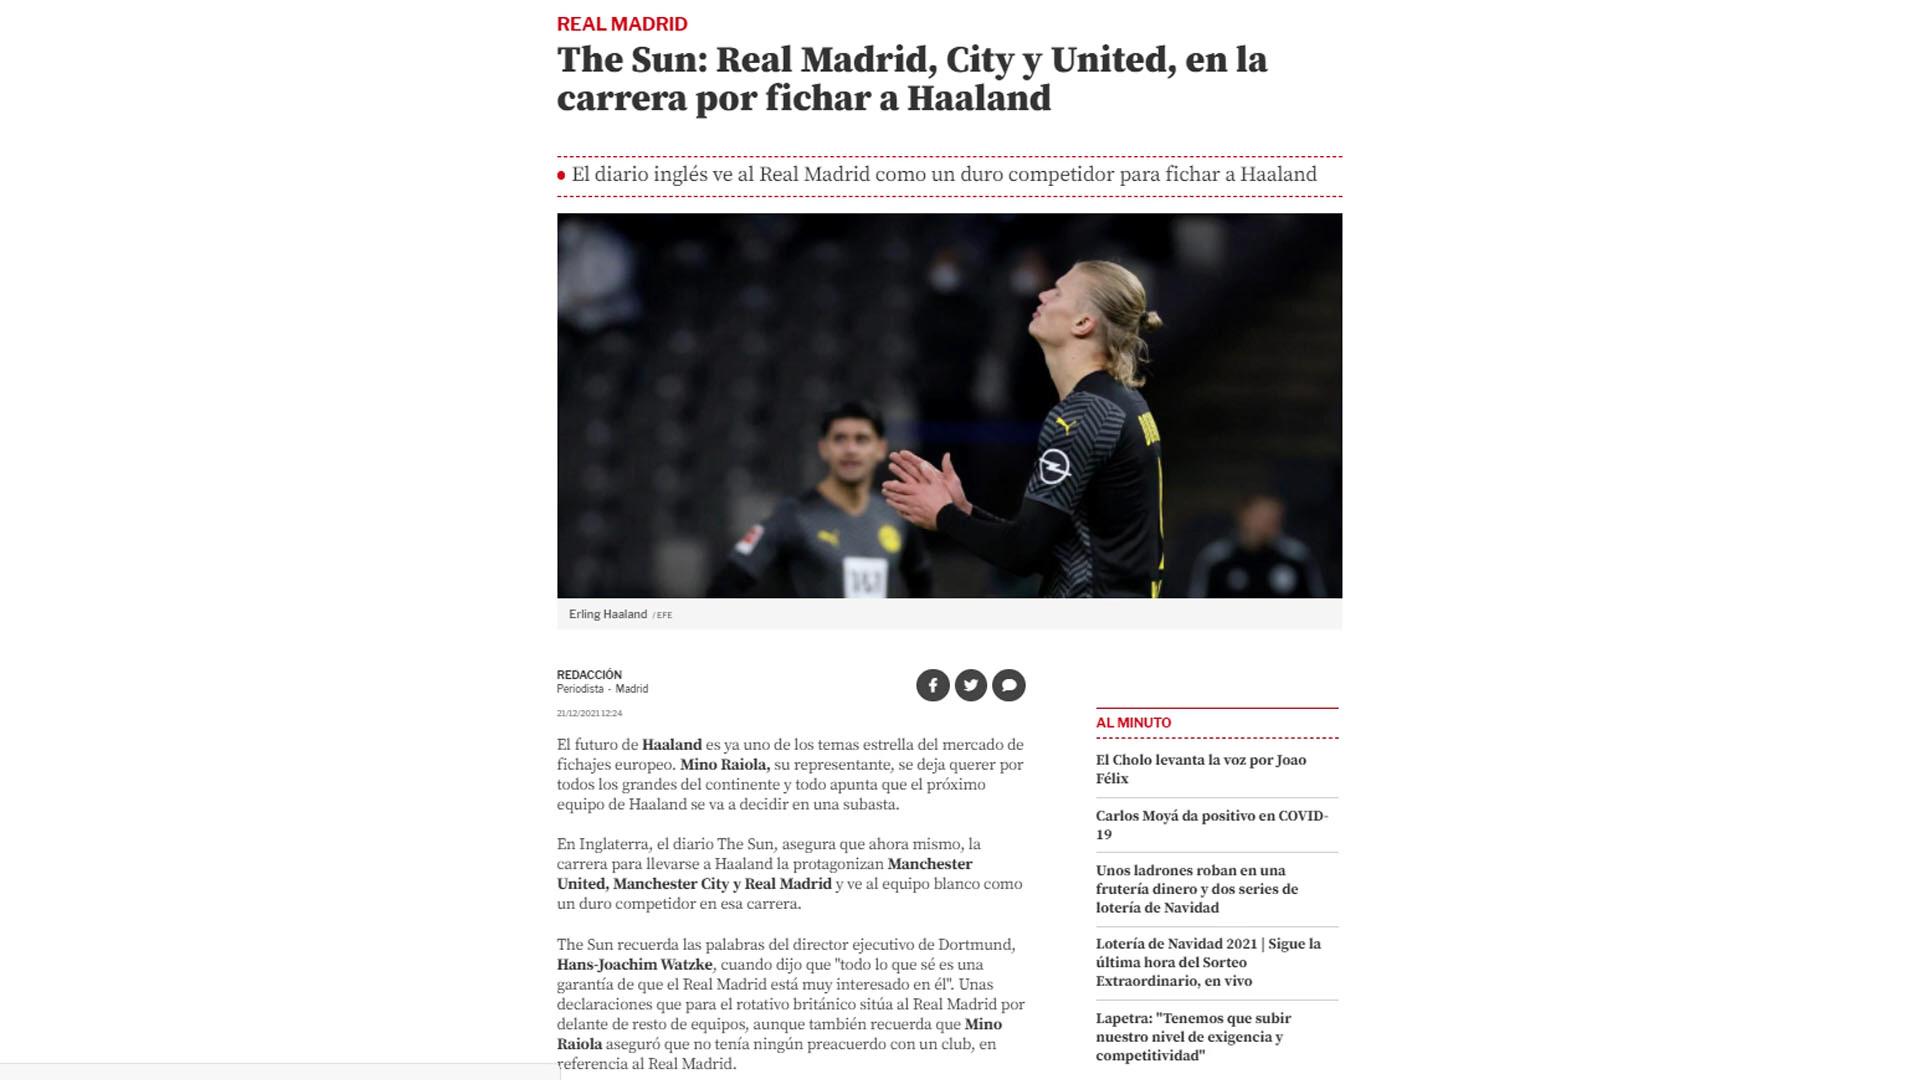 REAL MADRID
The Sun: Real Madrid, City y United, en la
carrera por fichar a Haaland
El diario inglés ve al Real Madrid como un duro competidor para fichar a Haaland
Erling Haaland /EFE
REDACCIÓN
Periodista - Madrid
21/12/2021 12:24
El futuro de Haaland es ya uno de los temas estrella del mercado de
fichajes europeo. Mino Raiola, su representante, se deja querer por
todos los grandes del continente y todo apunta que el próximo
equipo de Haaland se va a decidir en una subasta.
En Inglaterra, el diario The Sun, asegura que ahora mismo, la
carrera para llevarse a Haaland la protagonizan Manchester
United, Manchester City y Real Madrid y ve al equipo blanco como
un duro competidor en esa carrera.
The Sun recuerda las palabras del director ejecutivo de Dortmund,
Hans-Joachim Watzke, cuando dijo que "todo lo que sé es una
garantía de que el Real Madrid está muy interesado en él". Unas
declaraciones que para el rotativo británico sitúa al Real Madrid por
delante de resto de equipos, aunque también recuerda que Mino
Raiola aseguró que no tenía ningún preacuerdo con un club, en
referencia al Real Madrid.
AL MINUTO
El Cholo levanta la voz por Joao
Félix
Carlos Moyá da positivo en COVID-
19
Unos ladrones roban en una
frutería dinero y dos series de
lotería de Navidad
Lotería de Navidad 2021 | Sigue la
última hora del Sorteo
Extraordinario, en vivo
Lapetra: "Tenemos que subir
nuestro nivel de exigencia y
competitividad"